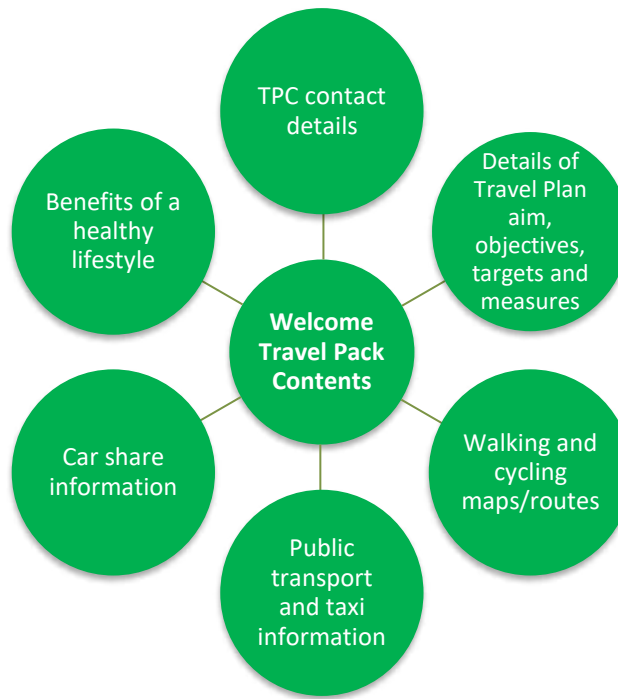 TPC contact
details
Details of
Travel Plan
aim,
objectives,
targets and
measures
Benefits of a
healthy
lifestyle
Welcome
Travel Pack
Contents
Car share
information
Walking and
cycling
maps/routes
Public
transport
and taxi
information